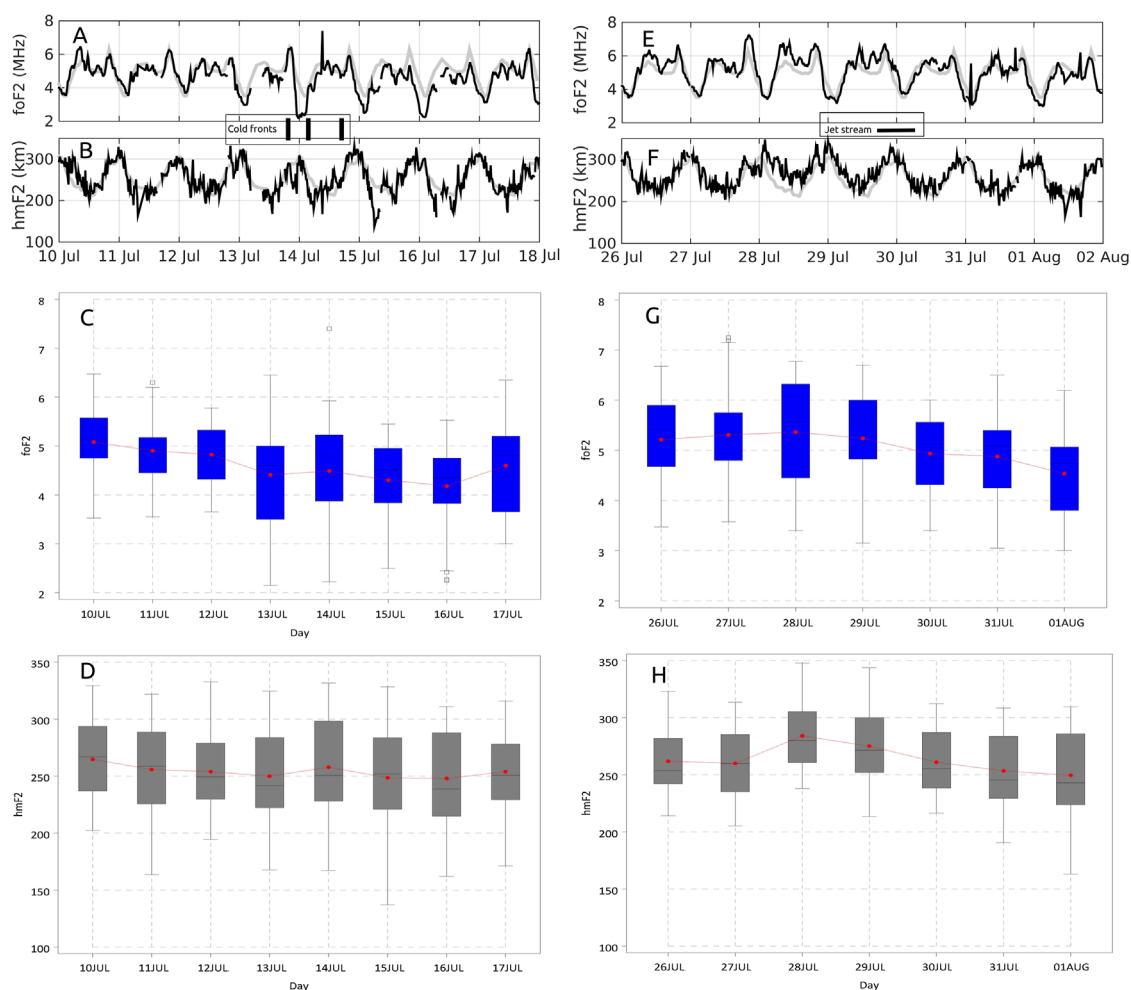 A
foF2 (MHz)
8
6
4
2
Cold fronts
B
hmF2 (km)
300
200
100
10 Jul 11 Jul 12 Jul 13 Jul 14 Jul 15 Jul 16 Jul 17 Jul 18 Jul
E
foF2 (MHz)
8
6
4
2
Jet stream
F
hmF2 (km)
300
200
100
26 Jul 27 Jul 28 Jul 29 Jul 30 Jul 31 Jul 01 Aug 02 Aug
C
foF2
8
7
6
5
4
3
2
10JUL 11JUL 12JUL 13JUL 14JUL 15JUL 16JUL 17JUL
Day
G
foF2
8
7
6
5
4
3
2
26JUL 27JUL 28JUL 29JUL 30JUL 31JUL 01AUG
Day
D
hmF2
350
300
250
200
150
100
10JUL 11JUL 12JUL 13JUL 14JUL 15JUL 16JUL 17JUL
Day
H
hmF2
350
300
250
200
150
100
26JUL 27JUL 28JUL 29JUL 30JUL 31JUL 01AUG
Day